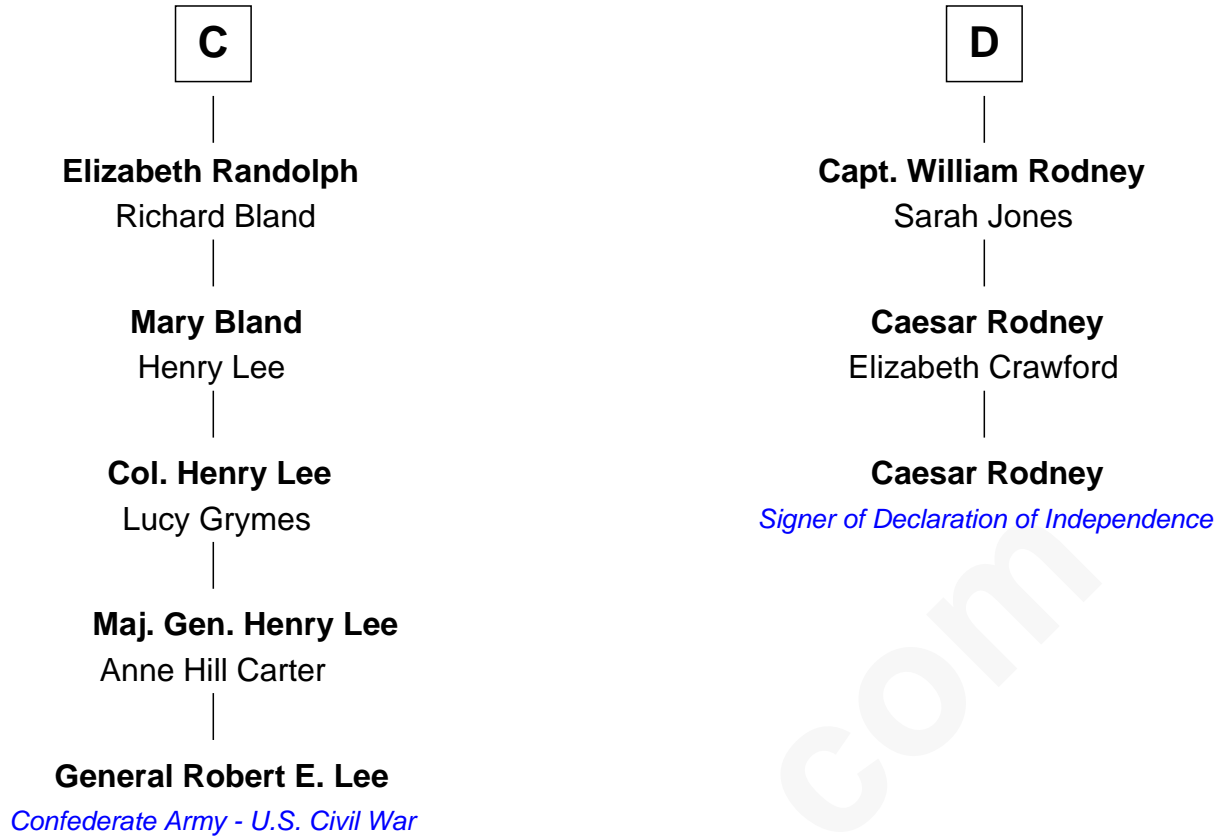 C
Elizabeth Randolph
Richard Bland
Mary Bland
Henry Lee
Col. Henry Lee
Lucy Grymes
Maj. Gen. Henry Lee
Anne Hill Carter
General Robert E. Lee
Confederate Army - U.S. Civil War
D
Capt. William Rodney
Sarah Jones
Caesar Rodney
Elizabeth Crawford
Caesar Rodney
Signer of Declaration of Independence
com